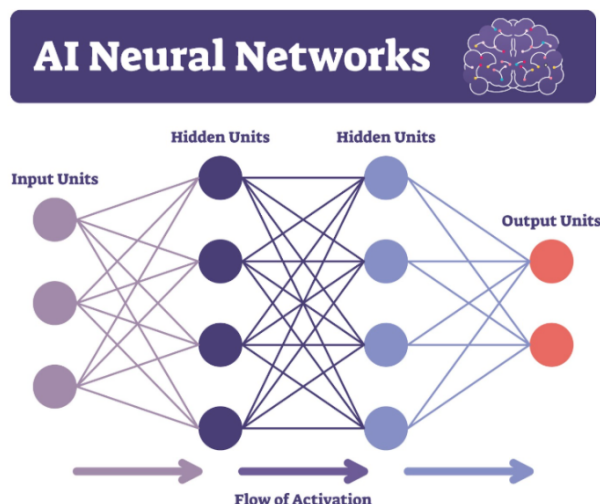 AI Neural Networks
Hidden Units
Hidden Units
Input Units
Output Units
Flow of Activation